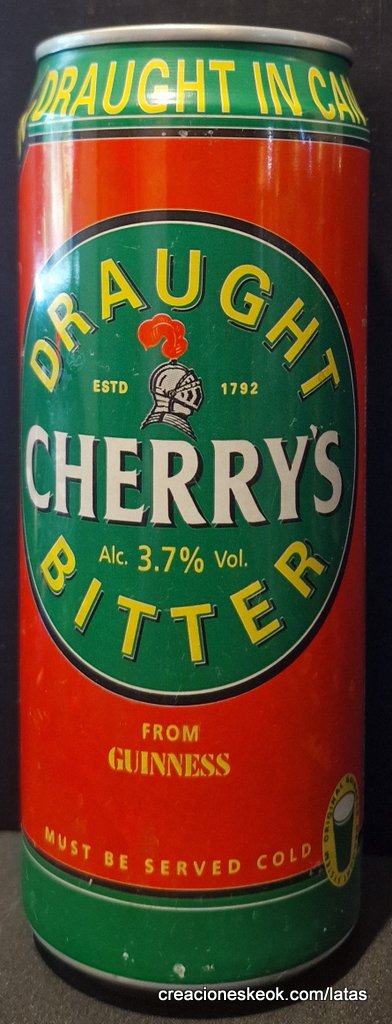 DRAUGHT IN CAN
DRAUGHT
ESTD 1792
CHERRY'S
Alc. 3.7% Vol.
BITTER
FROM
GUINNESS
MUST BE SERVED COLD
ORIGINAL
creacioneskeok.com/latas